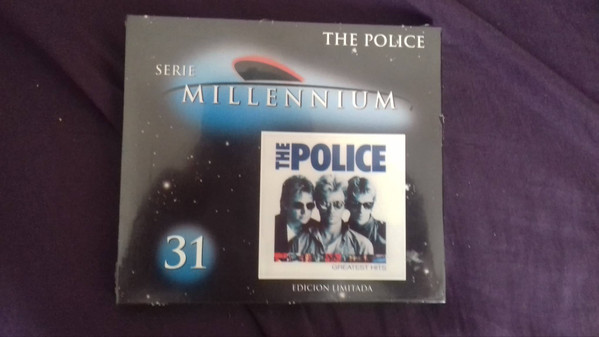 THE POLICE
SERIE
MILLENNIUM
THE POLICE
31
GREATEST HITS
EDICION LIMITADA